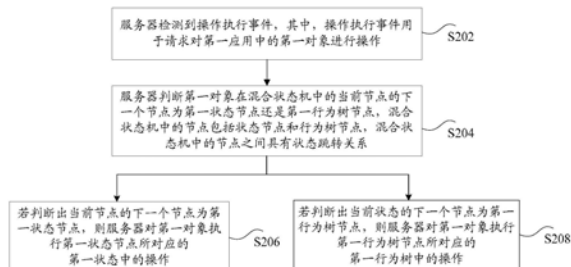 服务器检测到操作执行事件，其中，操作执行事件用
于请求对第一应用中的第一对象进行操作
S202
服务器判断第一对象在混合状态机中的当前节点的下
一个节点为第一状态节点还是第一行为树节点，混合
状态机中的节点包括状态节点和行为树节点，混合状
态机中的节点之间具有状态跳转关系
S204
若判断出当前节点的下一个节点为第
一状态节点，则服务器对第一对象执
行第一状态节点所对应的
第一状态中的操作
S206
若判断出当前状态的下一个节点为第一
行为树节点，则服务器对第一对象执行
第一行为树节点所对应的
第一行为树中的操作
S208